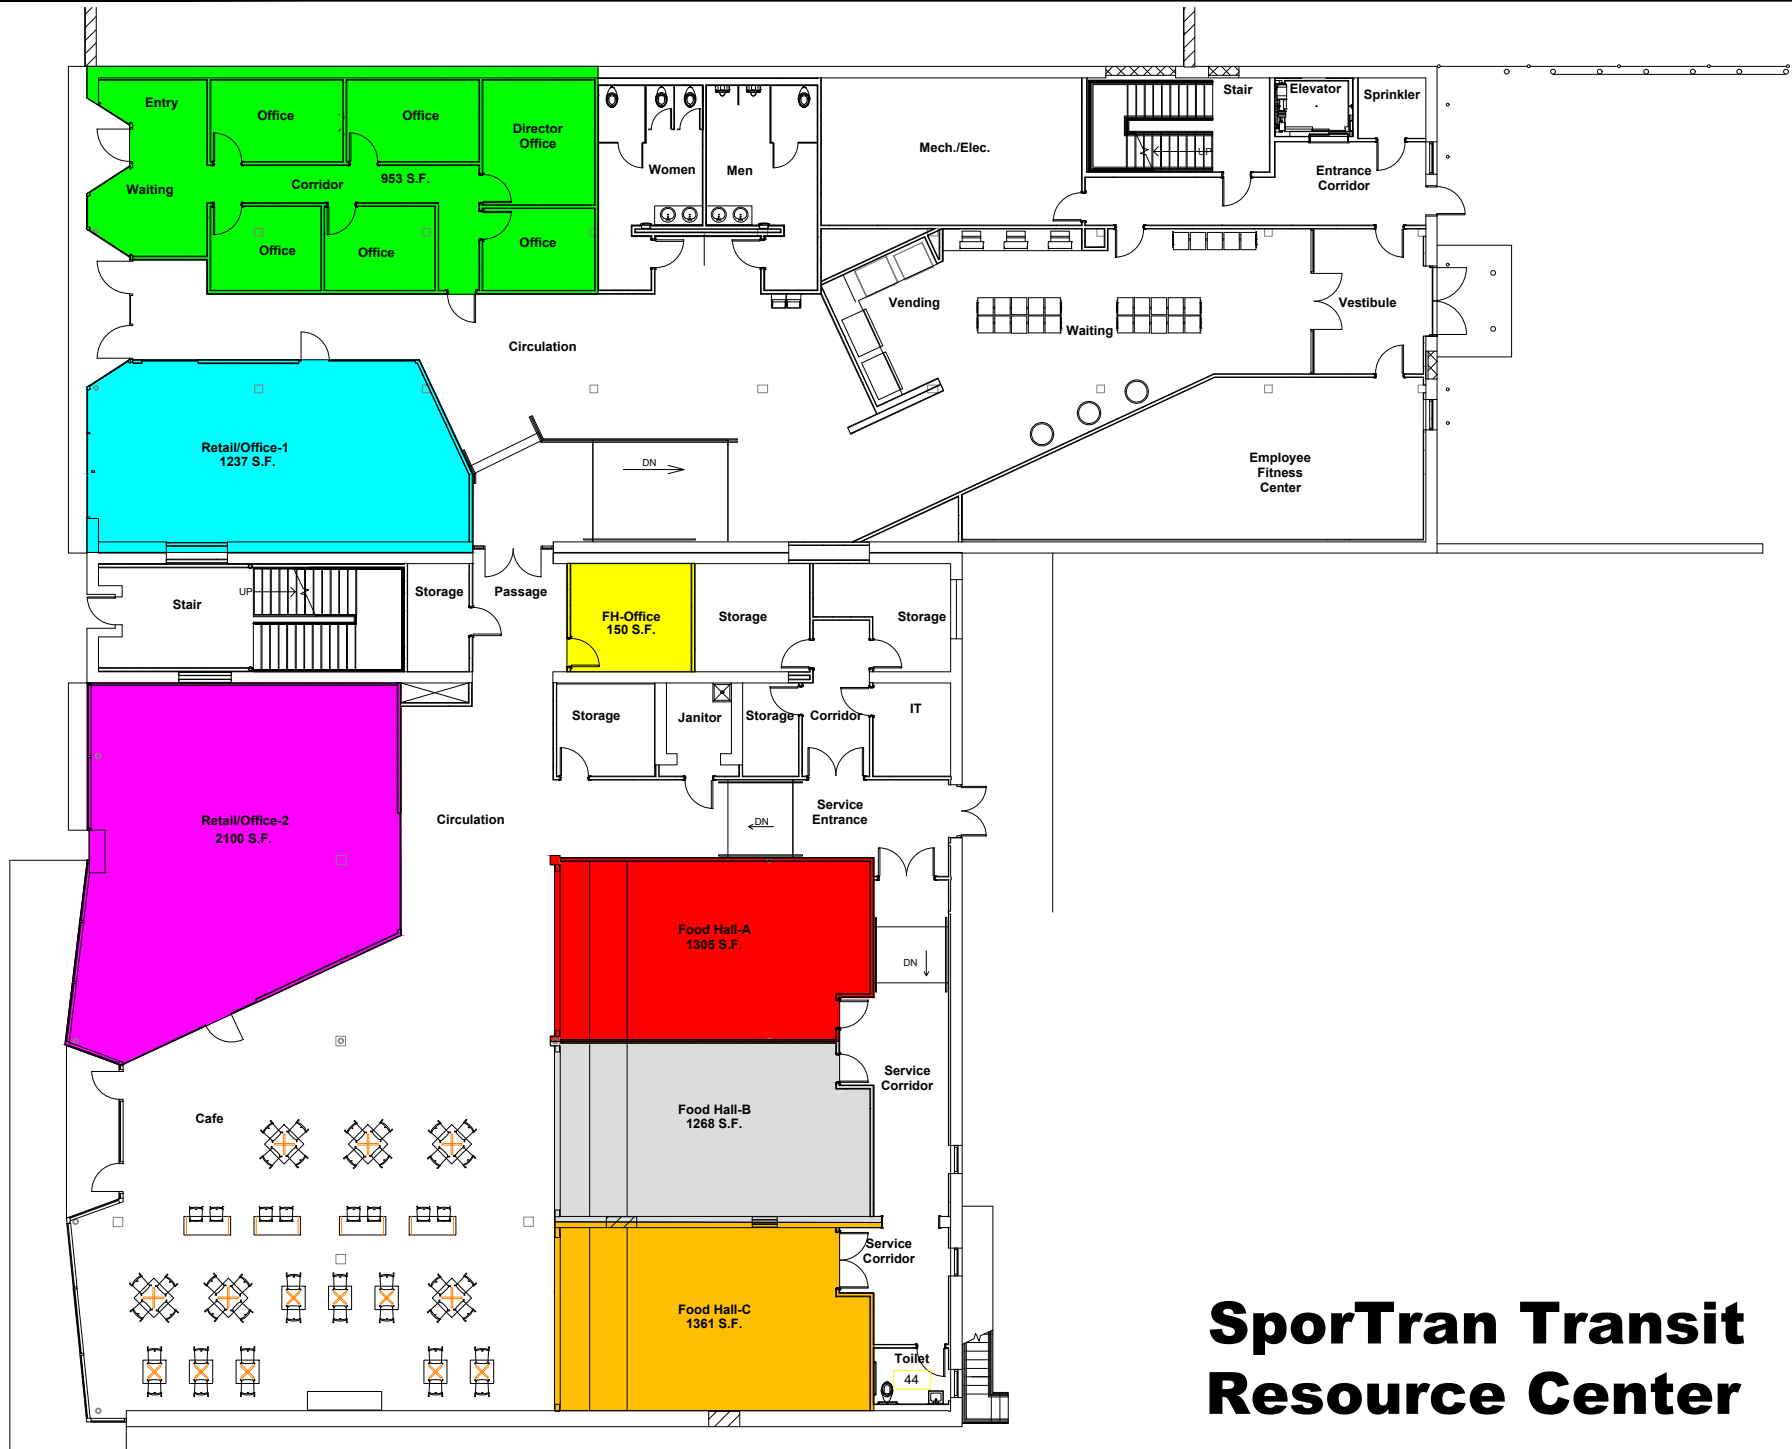 Entry
Office
Office
Director
Office
Waiting
Corridor
953 S.F.
Office
Office
Office
Women
Men
Mech./Elec.
Stair
UP
Elevator
Sprinkler
Entrance
Corridor
Vending
Waiting
Vestibule
Circulation
Retail/Office-1
1237 S.F.
DN
Employee
Fitness
Center
Stair
UP
Storage
Passage
FH-Office
150 S.F.
Storage
Storage
Storage
Janitor
Storage
Corridor
IT
Retail/Office-2
2100 S.F.
Circulation
DN
Service
Entrance
Food Hall-A
1305 S.F.
DN
Service
Corridor
Cafe
Food Hall-B
1268 S.F.
Service
Corridor
Food Hall-C
1361 S.F.
Toilet
44
SporTran Transit
Resource Center